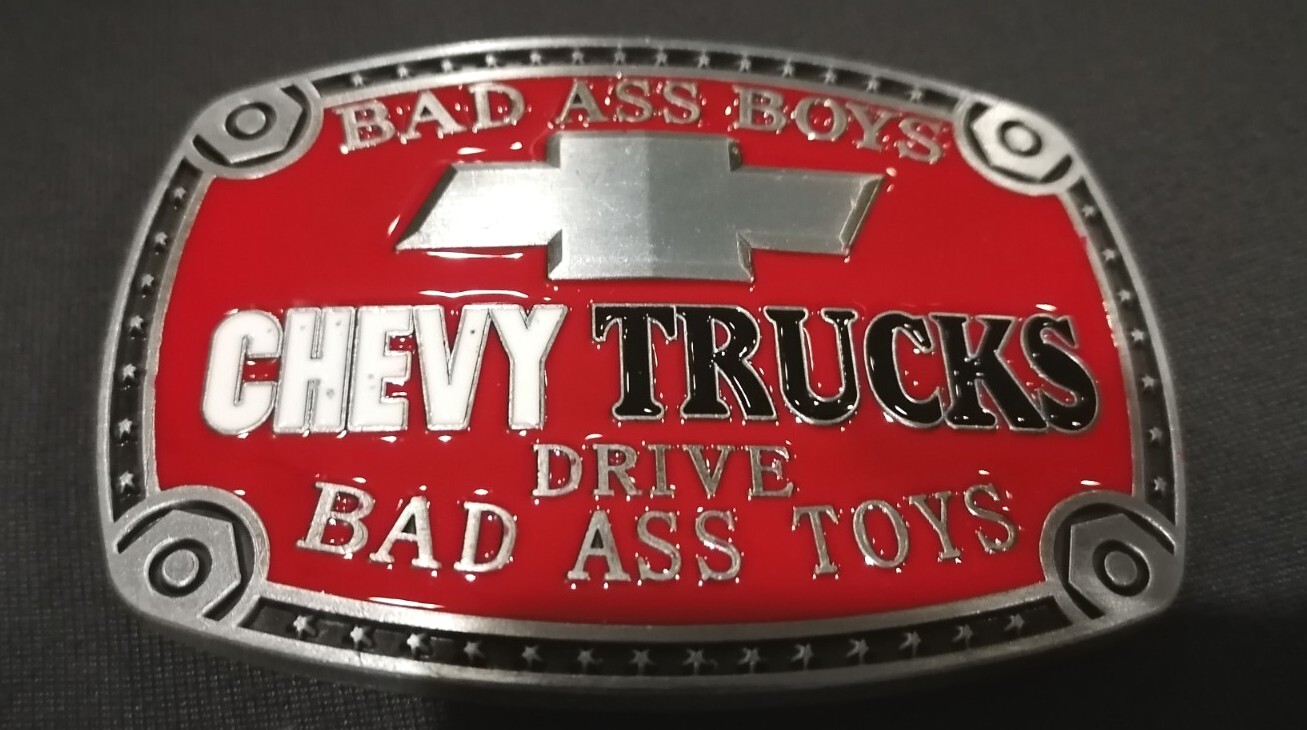 BAD ASS BOYS
CHEVY TRUCKS
DRIVE
BAD ASS TOYS